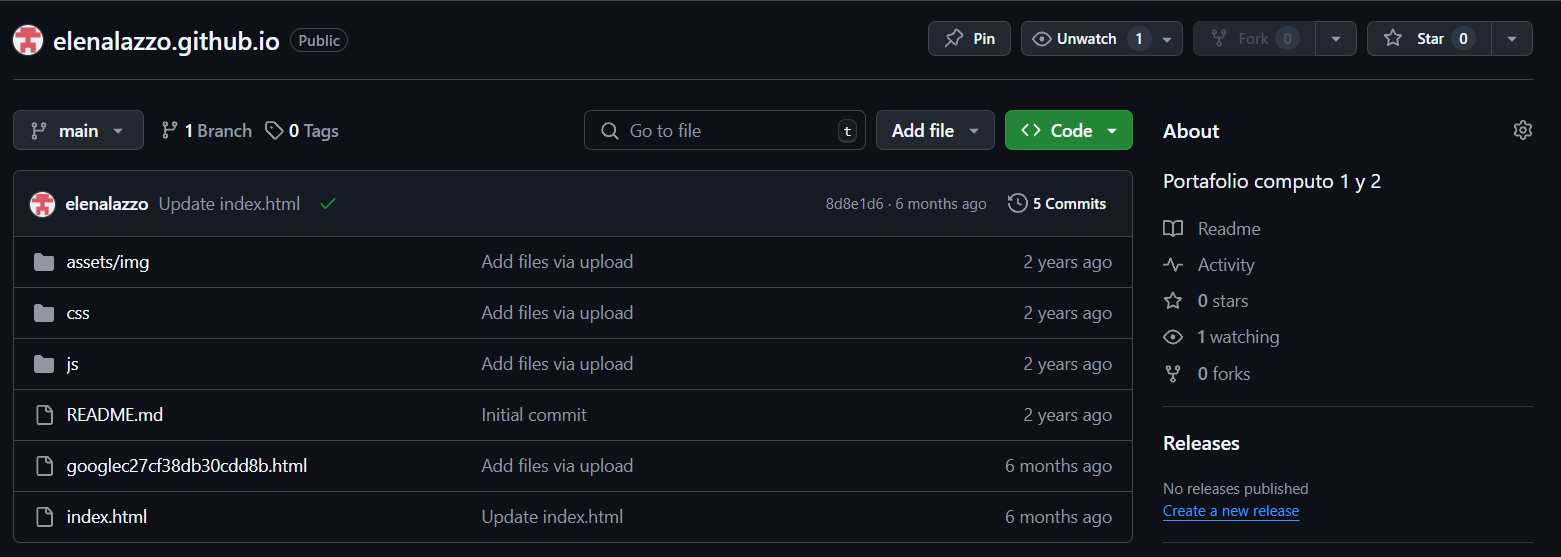 elenalazzo.github.io Public Pin Unwatch 1 Fork 0 Star 0
main 1 Branch 0 Tags Go to file t Add file Code
elenalazzo Update index.html 8d8e1d6 · 6 months ago 5 Commits
assets/img Add files via upload 2 years ago
css Add files via upload 2 years ago
js Add files via upload 2 years ago
README.md Initial commit 2 years ago
googlec27cf38db30cdd8b.html Add files via upload 6 months ago
index.html Update index.html 6 months ago
About
Portafolio computo 1 y 2
Readme
Activity
0 stars
1 watching
0 forks
Releases
No releases published
Create a new release